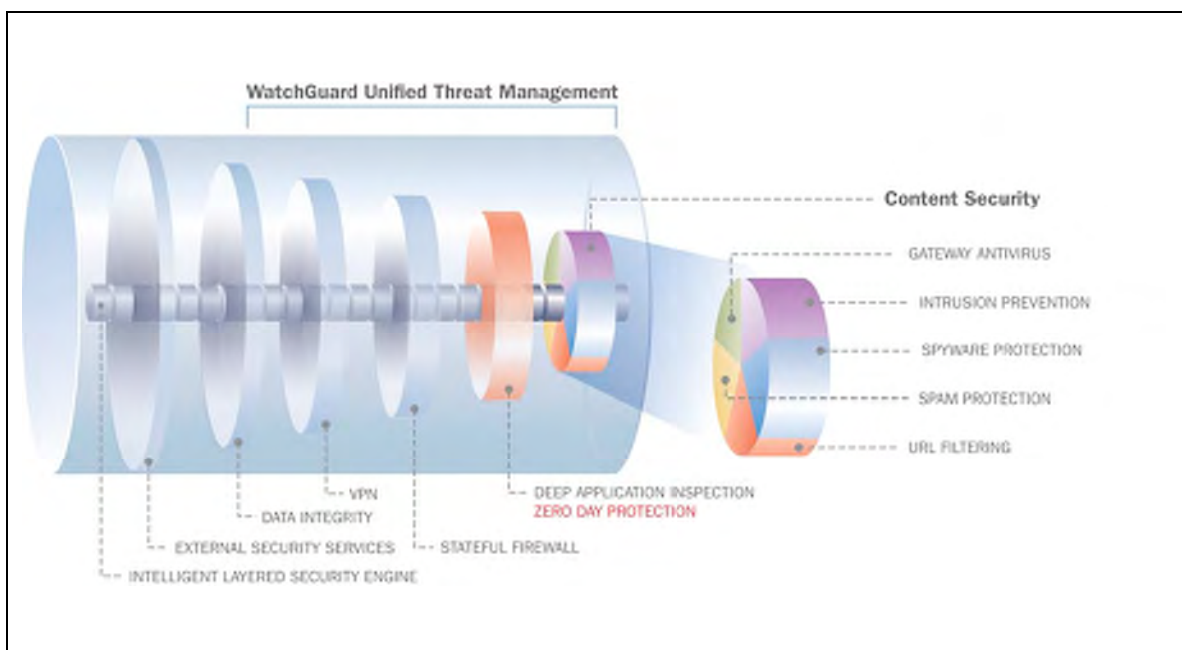 WatchGuard Unified Threat Management
Content Security
GATEWAY ANTIVIRUS
INTRUSION PREVENTION
SPYWARE PROTECTION
SPAM PROTECTION
URL FILTERING
VPN
DEEP APPLICATION INSPECTION
ZERO DAY PROTECTION
DATA INTEGRITY
EXTERNAL SECURITY SERVICES
STATEFUL FIREWALL
INTELLIGENT LAYERED SECURITY ENGINE